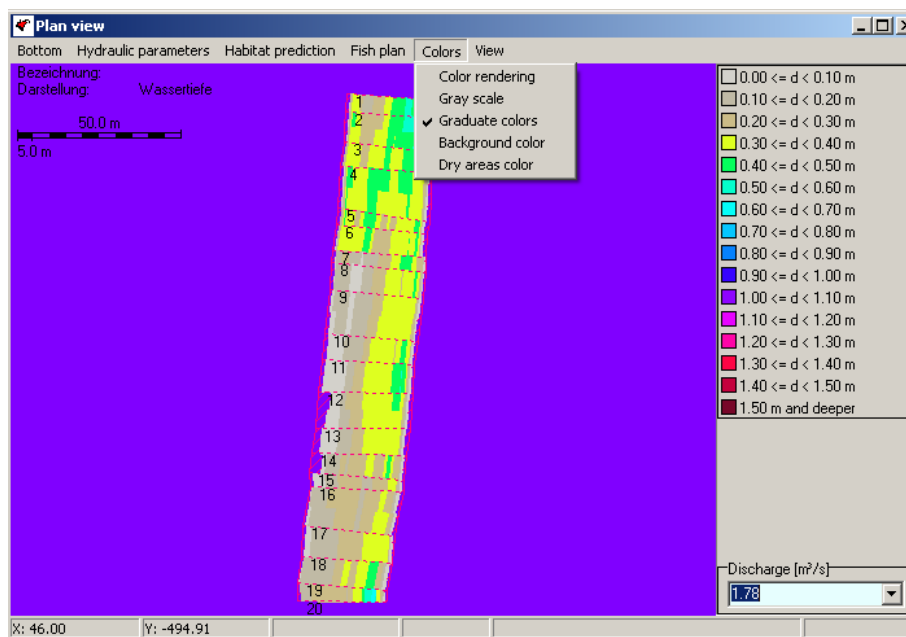 Plan view
Bottom Hydraulic parameters Habitat prediction Fish plan Colors View
Color rendering
Gray scale
Graduate colors
Background color
Dry areas color
Bezeichnung:
Darstellung: Wassertiefe
50.0 m
5.0 m
1
2
3
4
5
6
7
8
9
10
11
12
13
14
15
16
17
18
19
20
0.00 <= d < 0.10 m
0.10 <= d < 0.20 m
0.20 <= d < 0.30 m
0.30 <= d < 0.40 m
0.40 <= d < 0.50 m
0.50 <= d < 0.60 m
0.60 <= d < 0.70 m
0.70 <= d < 0.80 m
0.80 <= d < 0.90 m
0.90 <= d < 1.00 m
1.00 <= d < 1.10 m
1.10 <= d < 1.20 m
1.20 <= d < 1.30 m
1.30 <= d < 1.40 m
1.40 <= d < 1.50 m
1.50 m and deeper
Discharge [m³/s]
1.78
X: 46.00 Y: -494.91